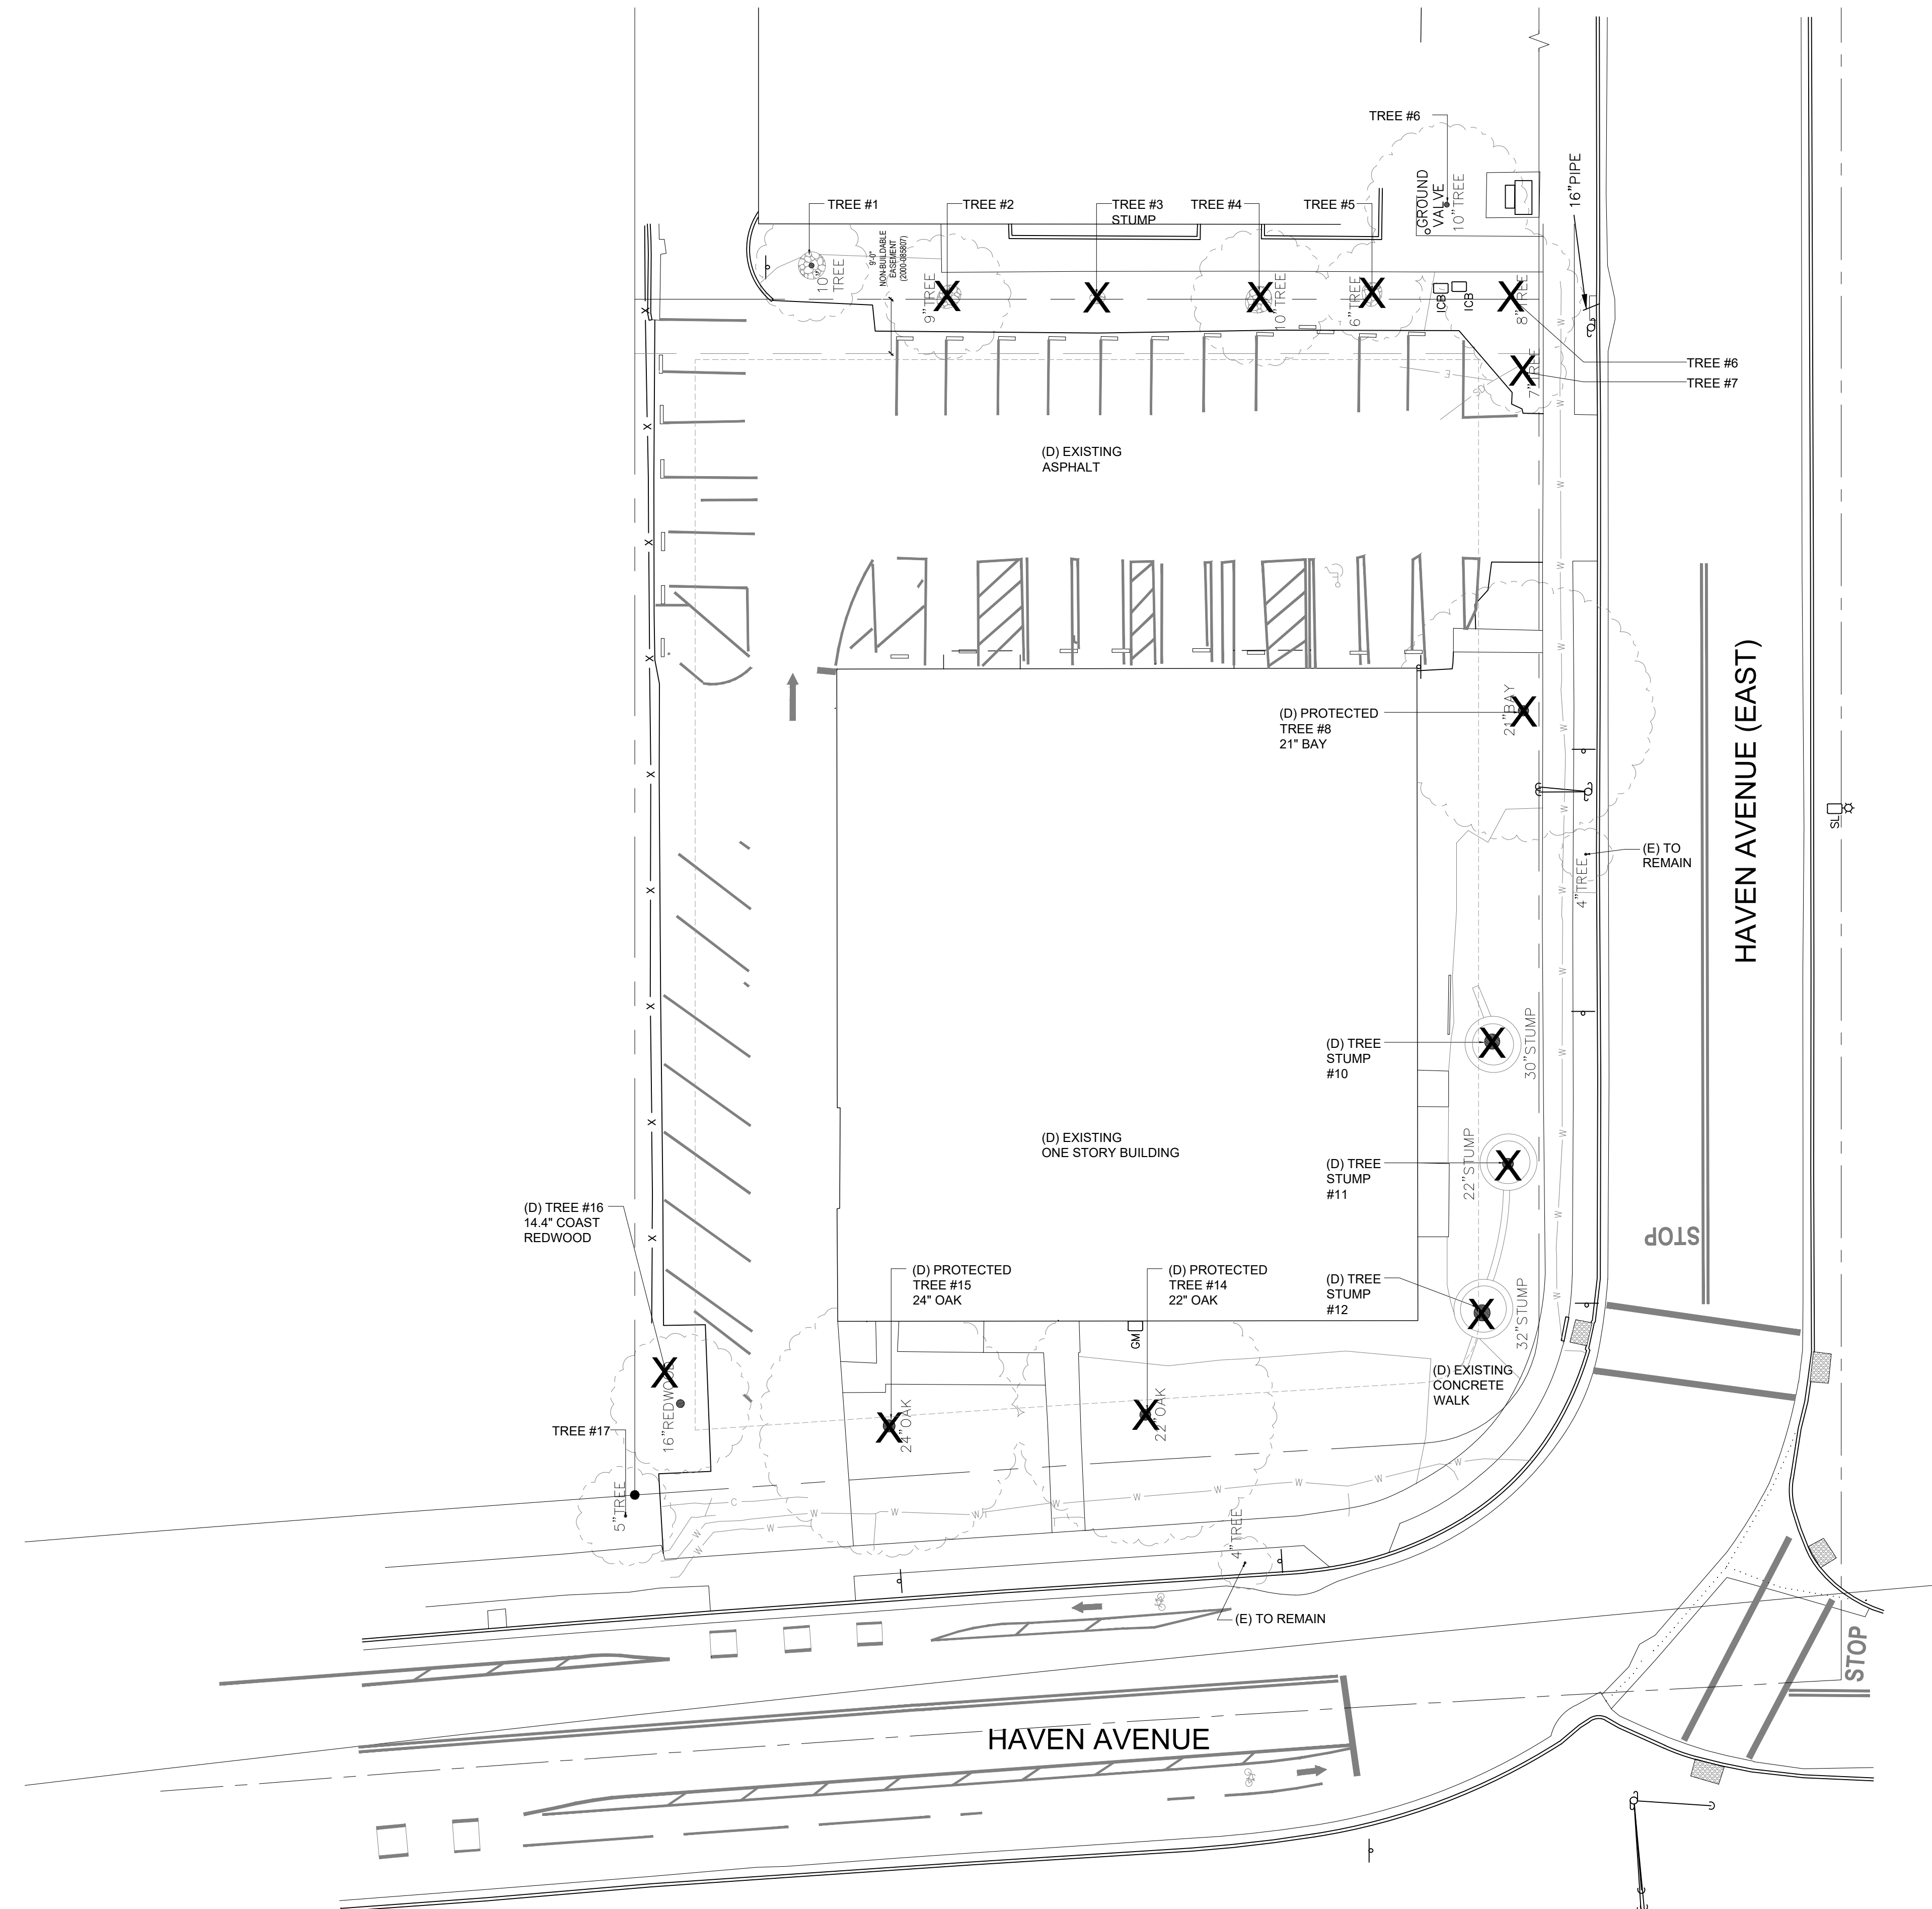 TREE #6
16"PIPE
GROUND
VALVE
10"TREE
TREE #1
TREE #2
TREE #3
STUMP
TREE #4
TREE #5
10"
TREE
9'-0"
NON-BUILDABLE
EASEMENT
(2000-085807)
9"TREE
10"TREE
6"TREE
ICB
ICB
8"TREE
TREE #6
TREE #7
7"TREE
(D) EXISTING
ASPHALT
HAVEN AVENUE (EAST)
(D) PROTECTED
TREE #8
21" BAY
21"BAY
SL
(E) TO
REMAIN
4"TREE
(D) TREE
STUMP
#10
30"STUMP
(D) EXISTING
ONE STORY BUILDING
(D) TREE
STUMP
#11
22"STUMP
(D) TREE #16
14.4" COAST
REDWOOD
STOP
(D) PROTECTED
TREE #15
24" OAK
(D) PROTECTED
TREE #14
22" OAK
(D) TREE
STUMP
#12
32"STUMP
GM
(D) EXISTING
CONCRETE
WALK
16"REDWOOD
24"OAK
22"OAK
TREE #17
5"TREE
4"TREE
(E) TO REMAIN
STOP
HAVEN AVENUE